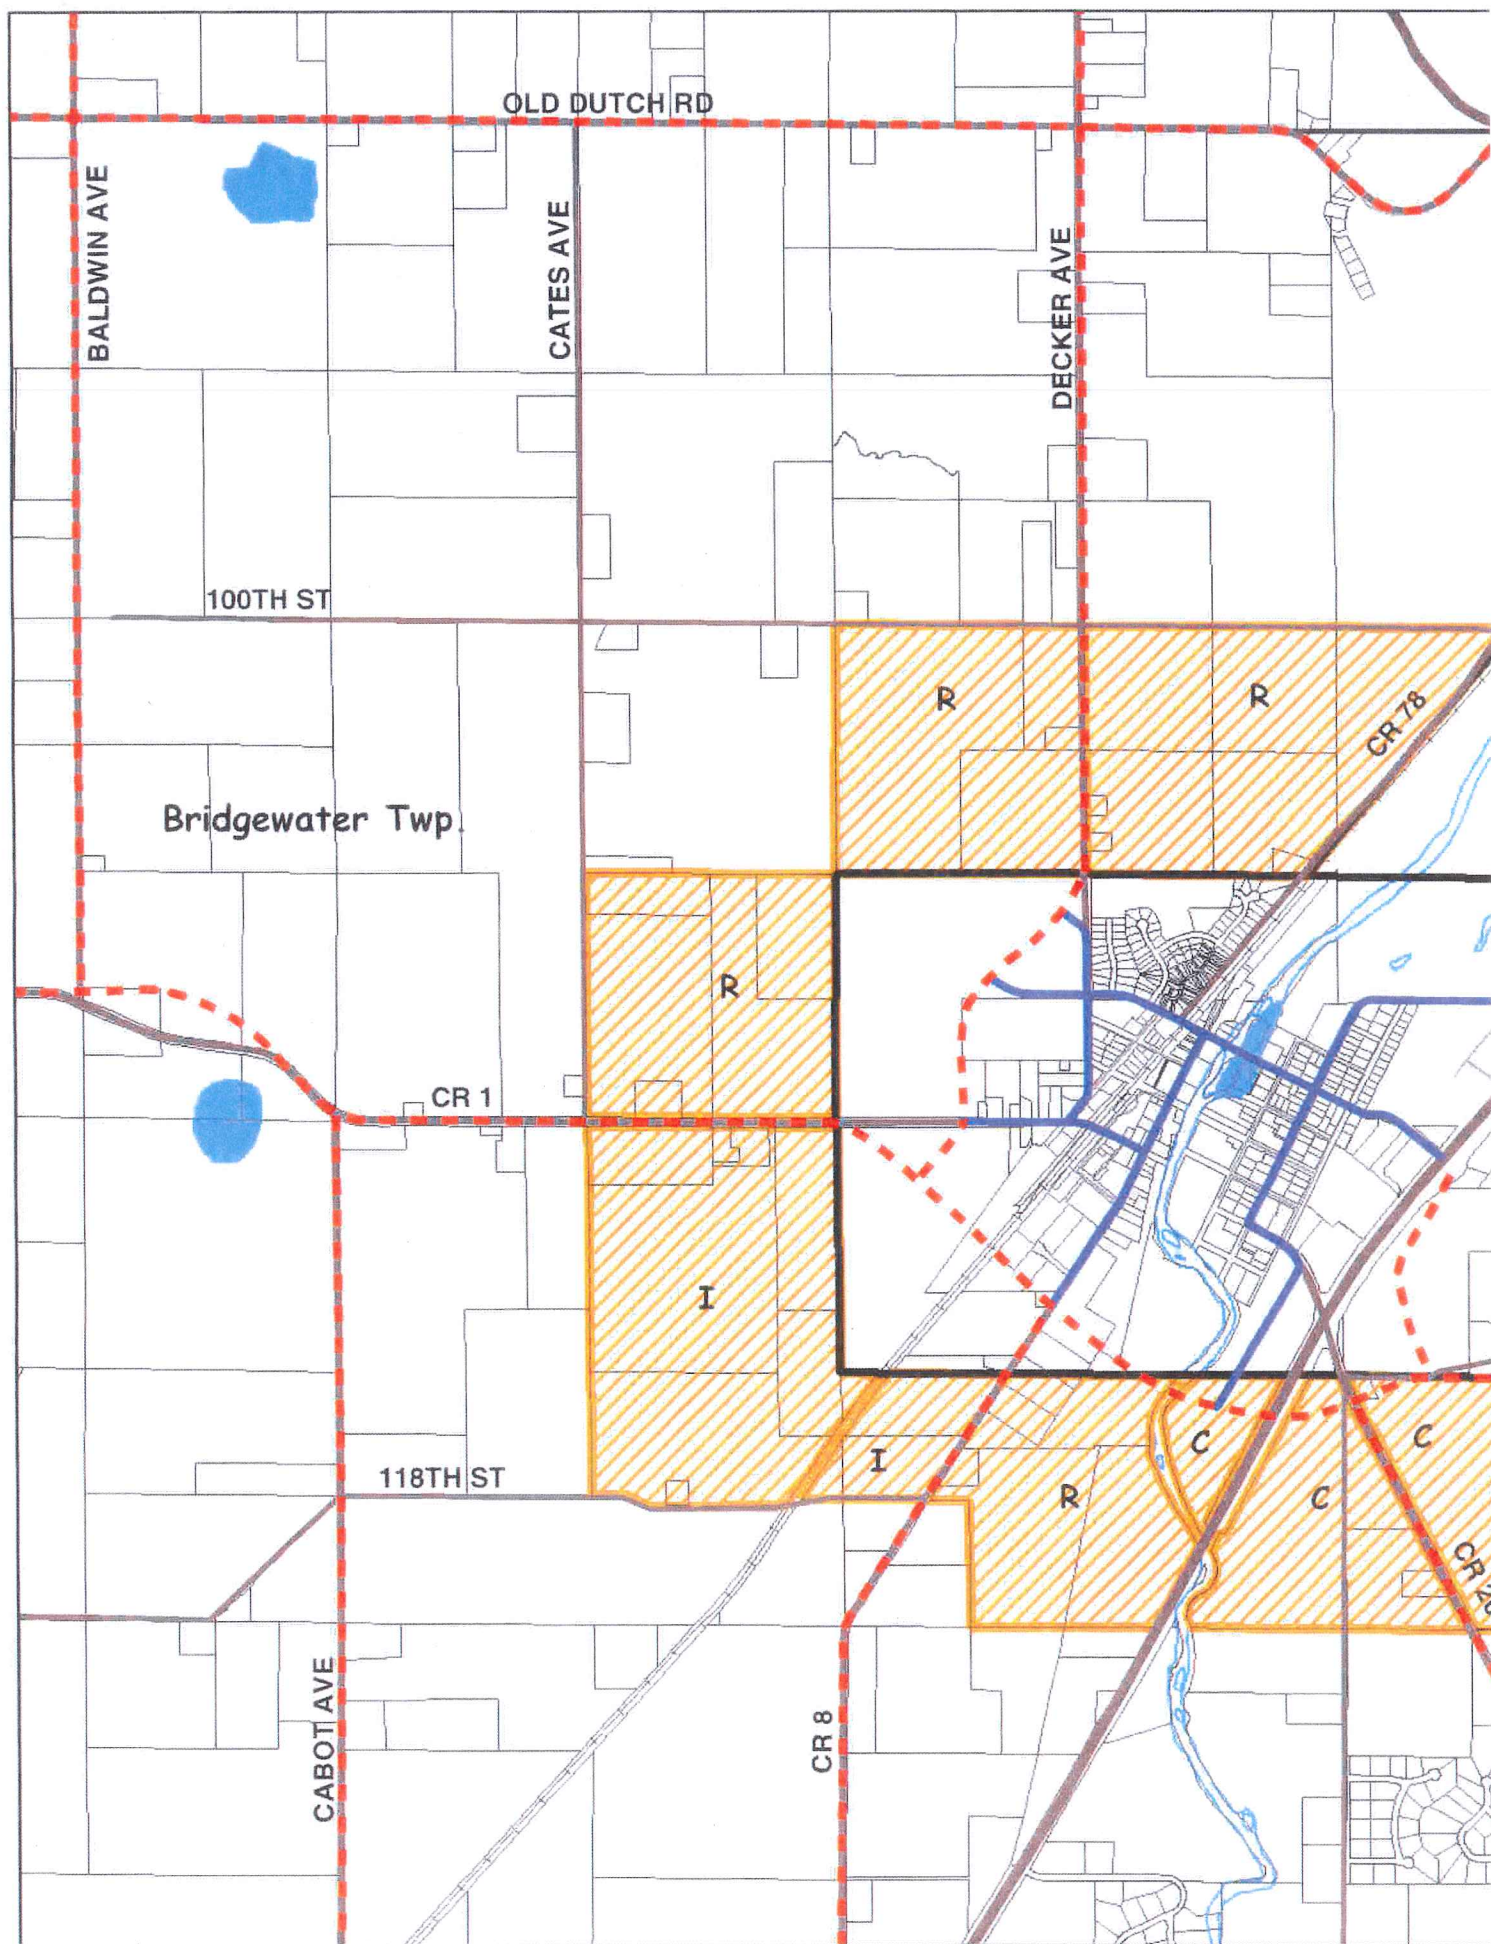 OLD DUTCH RD
BALDWIN AVE
CATES AVE
DECKER AVE
100TH ST
R
R
CR 78
Bridgewater Twp.
R
CR 1
I
C
C
I
118TH ST
R
C
CABOT AVE
CR 8